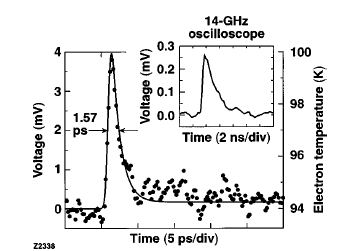 14-GHz
oscilloscope
4
3
2
1
0
Voltage (mV)
1.57
ps
0.3
0.2
0.1
0.0
Voltage (mV)
Time (2 ns/div)
100
98
96
94
Electron temperature (K)
Time (5 ps/div)
Z2338